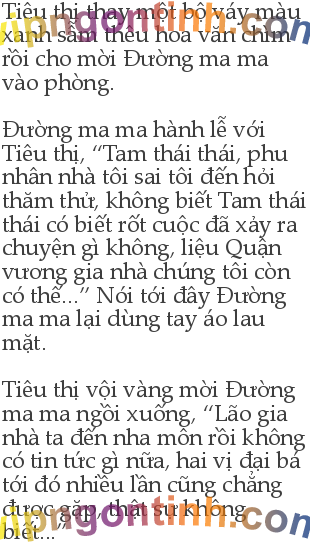 Tiêu thị thay một bộ váy màu
xanh sẫm thêu hoa văn chim
rồi cho mời Đường ma ma
vào phòng.
Đường ma ma hành lễ với
Tiêu thị, “Tam thái thái, phu
nhân nhà tôi sai tôi đến hỏi
thăm thử, không biết Tam thái
thái có biết rốt cuộc đã xảy ra
chuyện gì không, liệu Quận
vương gia nhà chúng tôi còn
có thể...” Nói tới đây Đường
ma ma lại dùng tay áo lau
mặt.
Tiêu thị vội vàng mời Đường
ma ma ngồi xuống, “Lão gia
nhà ta đến nha môn rồi không
có tin tức gì nữa, hai vị đại bá
tới đó nhiều lần cũng chẳng
được gặp, thật sự không
biết...”